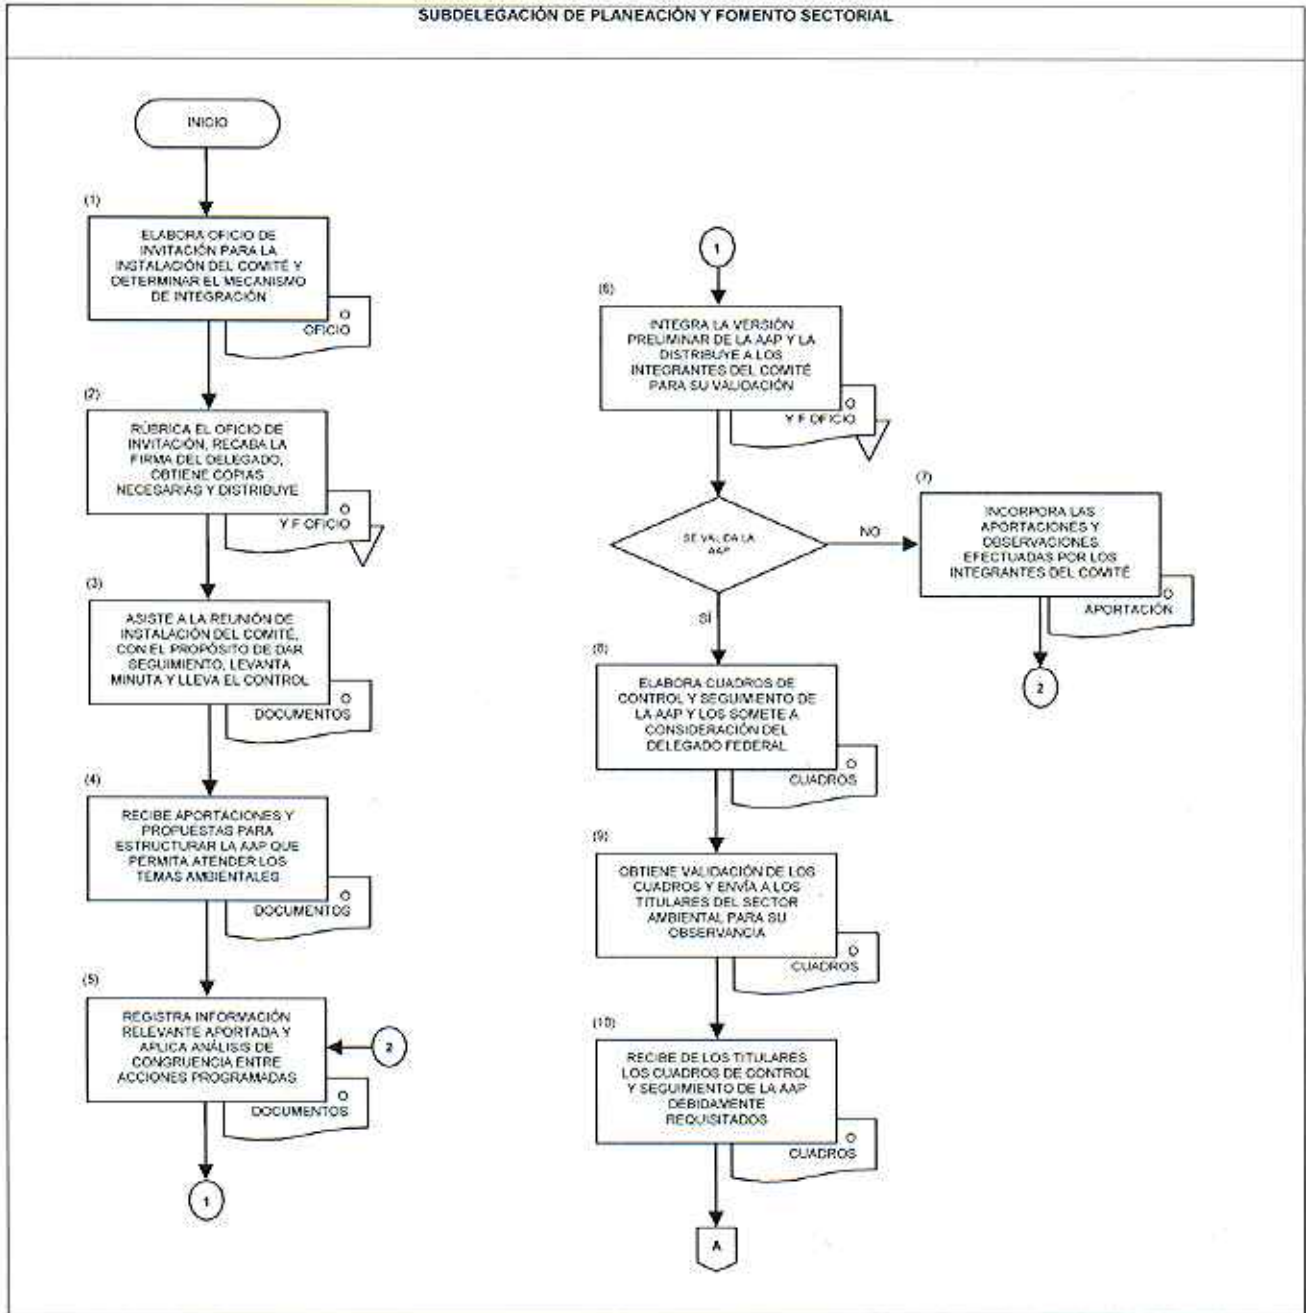 SUBDELEGACIÓN DE PLANEACIÓN Y FOMENTO SECTORIAL
INICIO
(1)
ELABORA OFICIO DE
INVITACIÓN PARA LA
INSTALACIÓN DEL COMITÉ Y
DETERMINAR EL MECANISMO
DE INTEGRACIÓN
O
OFICIO
(2)
RÚBRICA EL OFICIO DE
INVITACIÓN, RECABA LA
FIRMA DEL DELEGADO,
OBTIENE COPIAS
NECESARIAS Y DISTRIBUYE
O
Y F OFICIO
(3)
ASISTE A LA REUNIÓN DE
INSTALACIÓN DEL COMITÉ,
CON EL PROPÓSITO DE DAR
SEGUIMIENTO, LEVANTA
MINUTA Y LLEVA EL CONTROL
O
DOCUMENTOS
(4)
RECIBE APORTACIONES Y
PROPUESTAS PARA
ESTRUCTURAR LA AAP QUE
PERMITA ATENDER LOS
TEMAS AMBIENTALES
O
DOCUMENTOS
(5)
REGISTRA INFORMACIÓN
RELEVANTE APORTADA Y
APLICA ANÁLISIS DE
CONGRUENCIA ENTRE
ACCIONES PROGRAMADAS
2
O
DOCUMENTOS
1
1
(6)
INTEGRA LA VERSIÓN
PRELIMINAR DE LA AAP Y LA
DISTRIBUYE A LOS
INTEGRANTES DEL COMITÉ
PARA SU VALIDACIÓN
O
Y F OFICIO
SE VALIDA LA
AAP
NO
SÍ
(7)
INCORPORA LAS
APORTACIONES Y
OBSERVACIONES
EFECTUADAS POR LOS
INTEGRANTES DEL COMITÉ
O
APORTACIÓN
2
(8)
ELABORA CUADROS DE
CONTROL Y SEGUIMIENTO DE
LA AAP Y LOS SOMETE A
CONSIDERACIÓN DEL
DELEGADO FEDERAL
O
CUADROS
(9)
OBTIENE VALIDACIÓN DE LOS
CUADROS Y ENVÍA A LOS
TITULARES DEL SECTOR
AMBIENTAL PARA SU
OBSERVANCIA
O
CUADROS
(10)
RECIBE DE LOS TITULARES
LOS CUADROS DE CONTROL
Y SEGUIMIENTO DE LA AAP
DEBIDAMENTE
REQUISITADOS
O
CUADROS
A